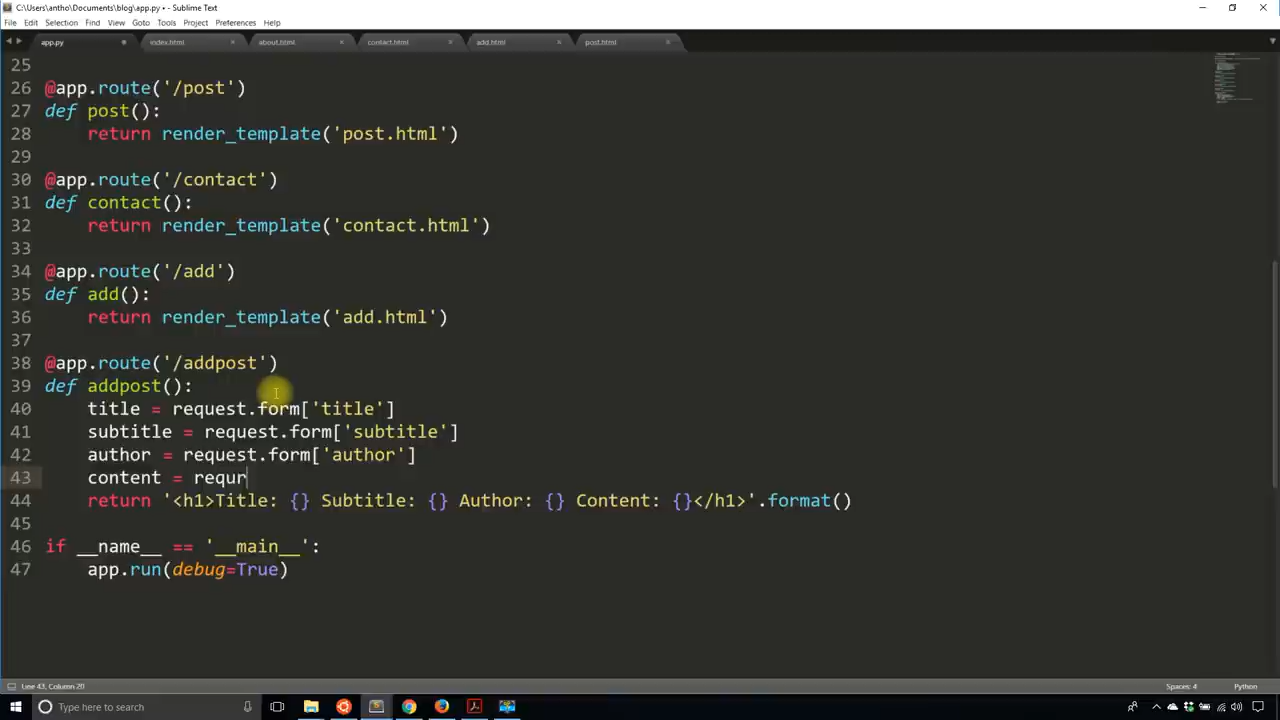 C:\Users\antho\Documents\blog\app.py • - Sublime Text
File Edit Selection Find View Goto Tools Project Preferences Help
app.py index.html about.html contact.html add.html post.html
25
26 @app.route('/post')
27 def post():
28 return render_template('post.html')
29
30 @app.route('/contact')
31 def contact():
32 return render_template('contact.html')
33
34 @app.route('/add')
35 def add():
36 return render_template('add.html')
37
38 @app.route('/addpost')
39 def addpost():
40 title = request.form['title']
41 subtitle = request.form['subtitle']
42 author = request.form['author']
43 content = requr
44 return '<h1>Title: {} Subtitle: {} Author: {} Content: {}</h1>'.format()
45
46 if __name__ == '__main__':
47 app.run(debug=True)
Line 43, Column 20 Spaces: 4 Python
Type here to search